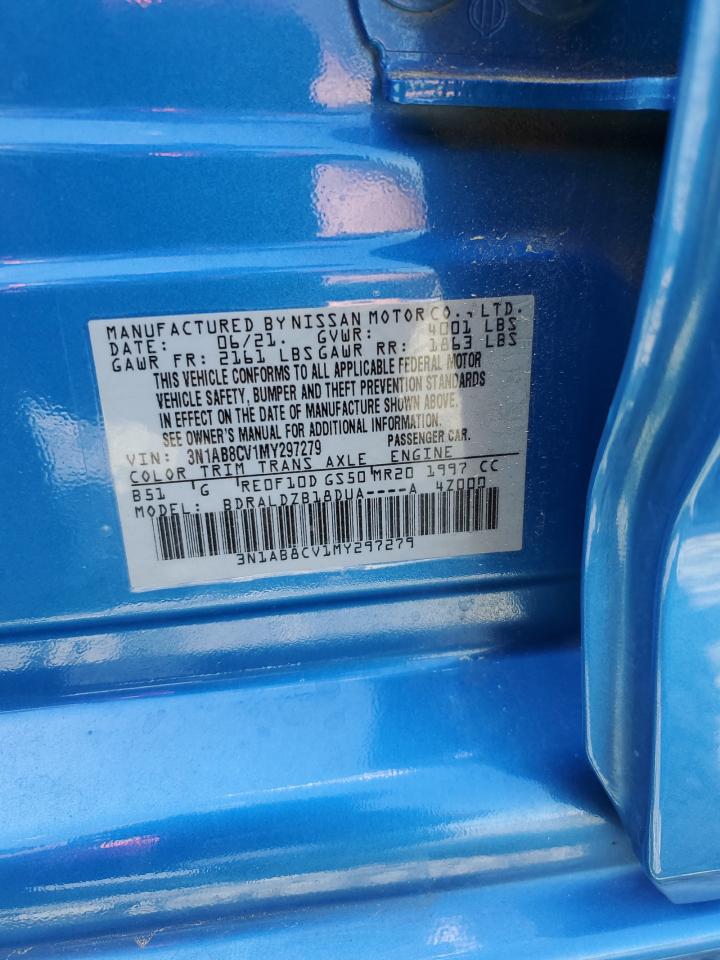 MANUFACTURED BY NISSAN MOTOR CO., LTD.
DATE: 06/21. GVWR: 4001 LBS
GAWR FR: 2161 LBS GAWR RR: 1863 LBS
THIS VEHICLE CONFORMS TO ALL APPLICABLE FEDERAL MOTOR
VEHICLE SAFETY, BUMPER AND THEFT PREVENTION STANDARDS
IN EFFECT ON THE DATE OF MANUFACTURE SHOWN ABOVE.
SEE OWNER'S MANUAL FOR ADDITIONAL INFORMATION.
VIN: 3N1AB8CV1MY297279 PASSENGER CAR.
COLOR TRIM TRANS AXLE ENGINE
B51 G RE0F10D GS50 MR20 1997 CC
MODEL: BDRALDZB18DUA----A 4Z000
3N1AB8CV1MY297279